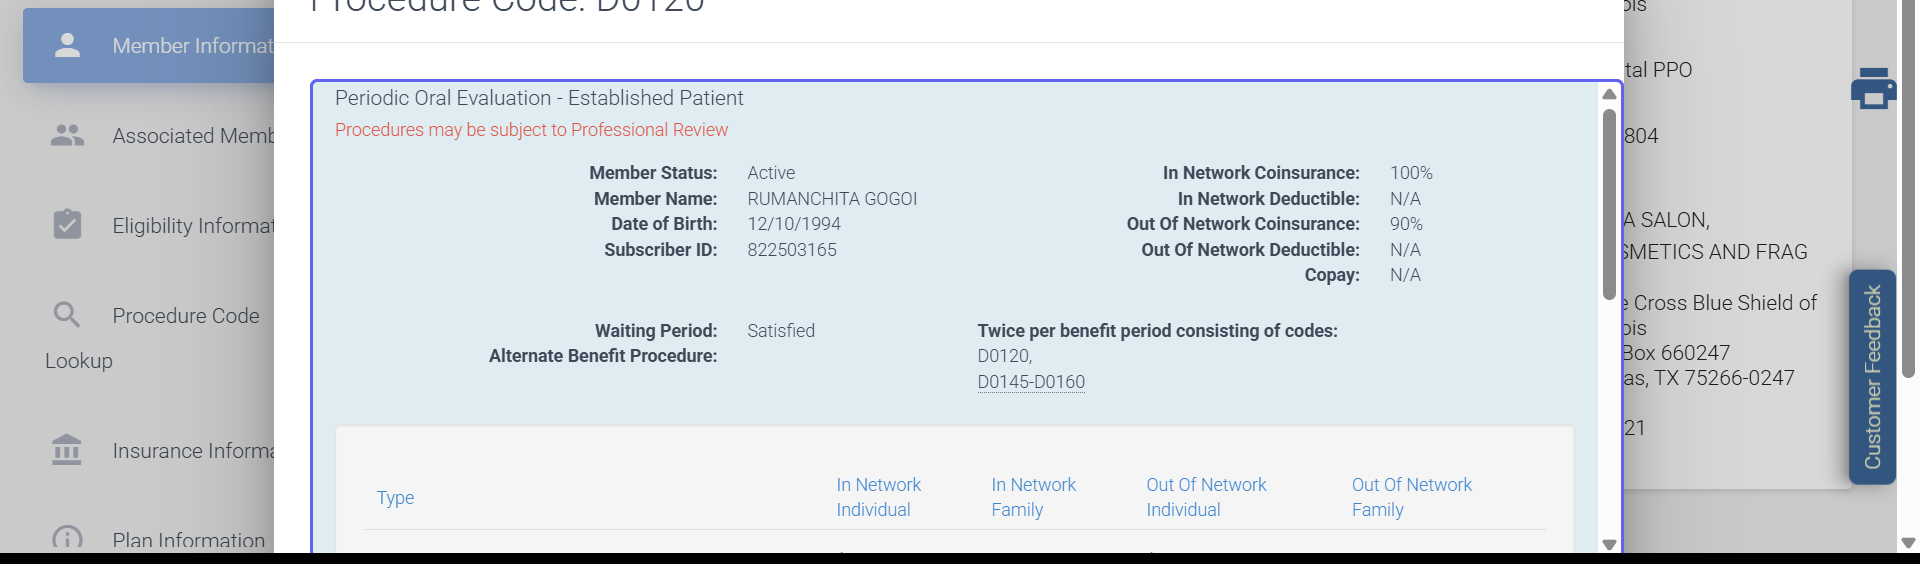 Procedure Code: D0120
Member Informat
Associated Memb
Eligibility Informat
Procedure Code
Lookup
Insurance Informa
Plan Information
Periodic Oral Evaluation - Established Patient
Procedures may be subject to Professional Review
Member Status: Active
Member Name: RUMANCHITA GOGOI
Date of Birth: 12/10/1994
Subscriber ID: 822503165
In Network Coinsurance: 100%
In Network Deductible: N/A
Out Of Network Coinsurance: 90%
Out Of Network Deductible: N/A
Copay: N/A
Waiting Period: Satisfied
Alternate Benefit Procedure:
Twice per benefit period consisting of codes:
D0120,
D0145-D0160
Type
In Network
Individual
In Network
Family
Out Of Network
Individual
Out Of Network
Family
ois
tal PPO
804
A SALON,
SMETICS AND FRAG
e Cross Blue Shield of
ois
Box 660247
as, TX 75266-0247
21
Customer Feedback